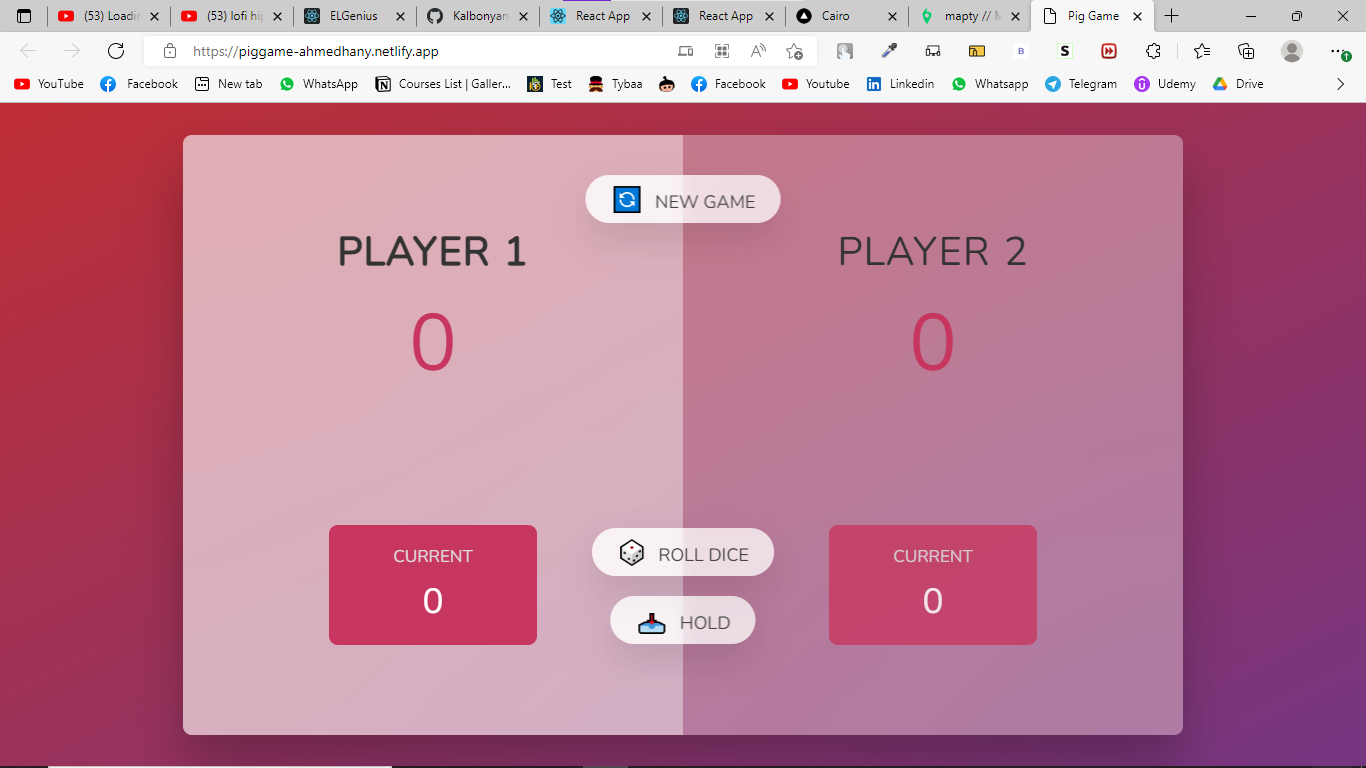 (53) Loadin
(53) lofi hip
ELGenius
Kalbonyan
React App
React App
Cairo
mapty // M
Pig Game
https://piggame-ahmedhany.netlify.app
YouTube
Facebook
New tab
WhatsApp
Courses List | Galler...
Test
Tybaa
Facebook
Youtube
Linkedin
Whatsapp
Telegram
Udemy
Drive
NEW GAME
PLAYER 1
0
PLAYER 2
0
CURRENT
0
ROLL DICE
HOLD
CURRENT
0